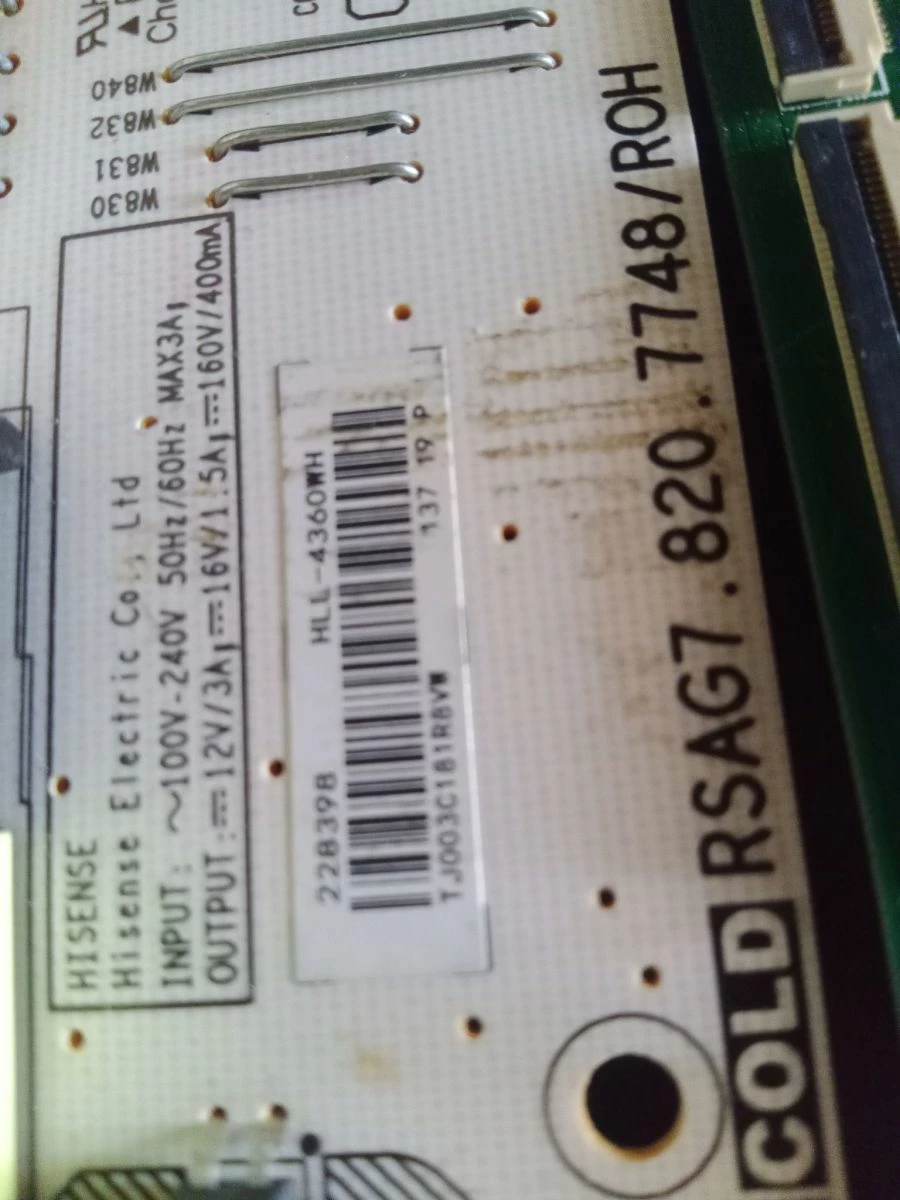 W840
W832
W831
W830
HISENSE
Hisense Electric Co., Ltd
INPUT: ~100V-240V 50Hz/60Hz MAX3A,
OUTPUT:⎓12V/3A,⎓16V/1.5A,⎓160V/400mA
228398 HLL-4360WH
TJ003C181R8VW 137 19 P
COLD RSAG7.820.7748/ROH